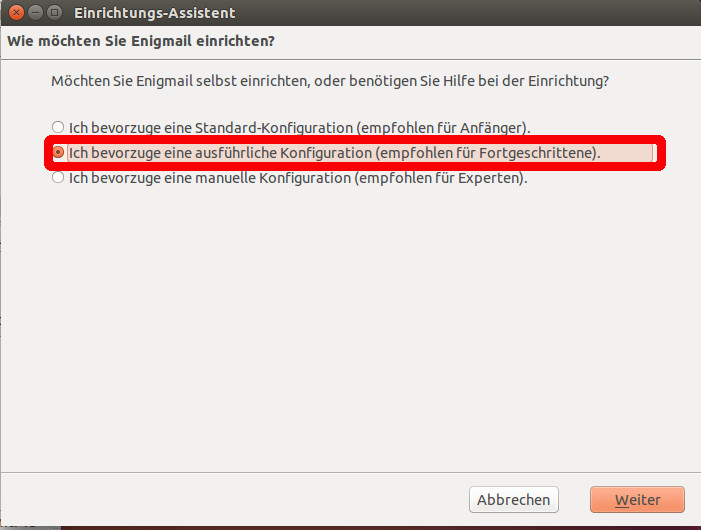 Einrichtungs-Assistent
Wie möchten Sie Enigmail einrichten?
Möchten Sie Enigmail selbst einrichten, oder benötigen Sie Hilfe bei der Einrichtung?
Ich bevorzuge eine Standard-Konfiguration (empfohlen für Anfänger).
Ich bevorzuge eine ausführliche Konfiguration (empfohlen für Fortgeschrittene).
Ich bevorzuge eine manuelle Konfiguration (empfohlen für Experten).
Abbrechen Weiter